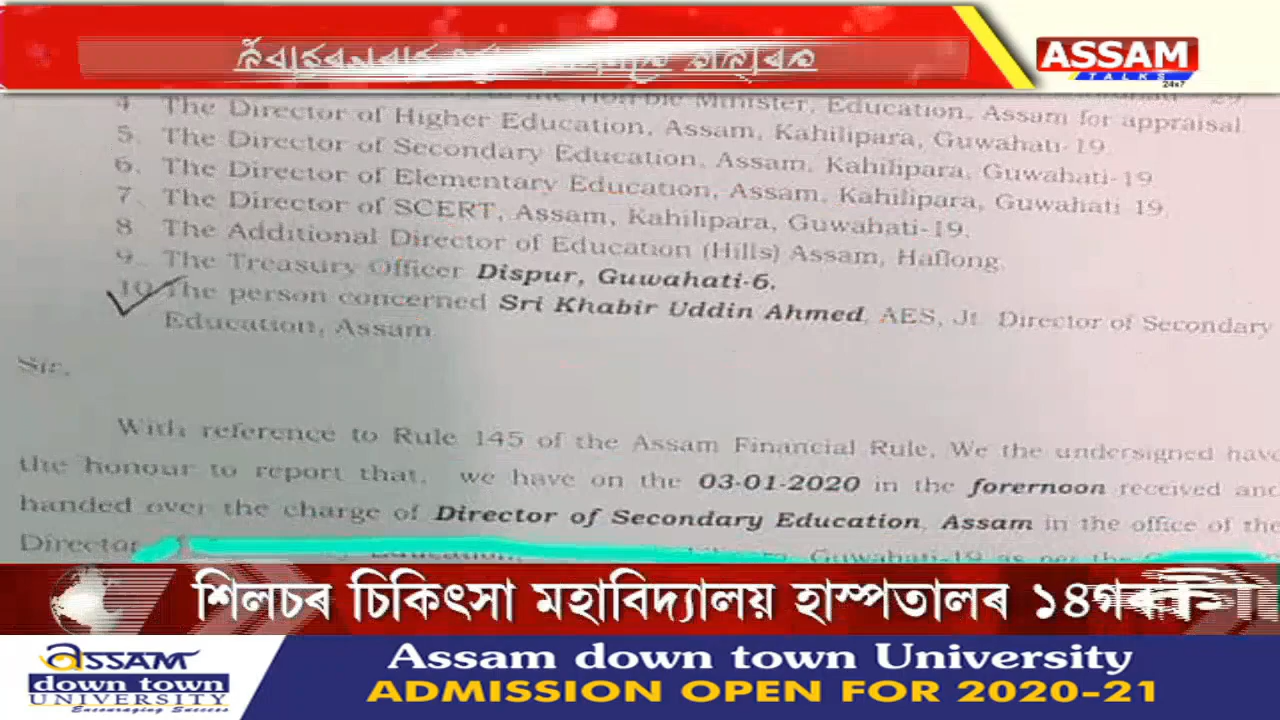 ASSAM
TALKS
24x7
4. The Director of Higher Education, Assam, Kahilipara, Guwahati-19.
Hon'ble Minister, Education, Assam for appraisal.
5. The Director of Secondary Education, Assam, Kahilipara, Guwahati-19.
6. The Director of Elementary Education, Assam, Kahilipara, Guwahati-19.
7. The Director of SCERT, Assam, Kahilipara, Guwahati-19.
8. The Additional Director of Education (Hills) Assam, Haflong.
9. The Treasury Officer Dispur, Guwahati-6.
10. The person concerned Sri Khabir Uddin Ahmed, AES, Jt. Director of Secondary
Education, Assam.
Sir,
With reference to Rule 145 of the Assam Financial Rule, We the undersigned have
the honour to report that, we have on the 03-01-2020 in the forernoon received and
handed over the charge of Director of Secondary Education, Assam in the office of the
Director Guwahati-19 as per the
শিলচৰ চিকিৎসা মহাবিদ্যালয় হাস্পতালৰ ১৪গৰাকী
ASSAM
down town
UNIVERSITY
Encouraging Success
Assam down town University
ADMISSION OPEN FOR 2020-21